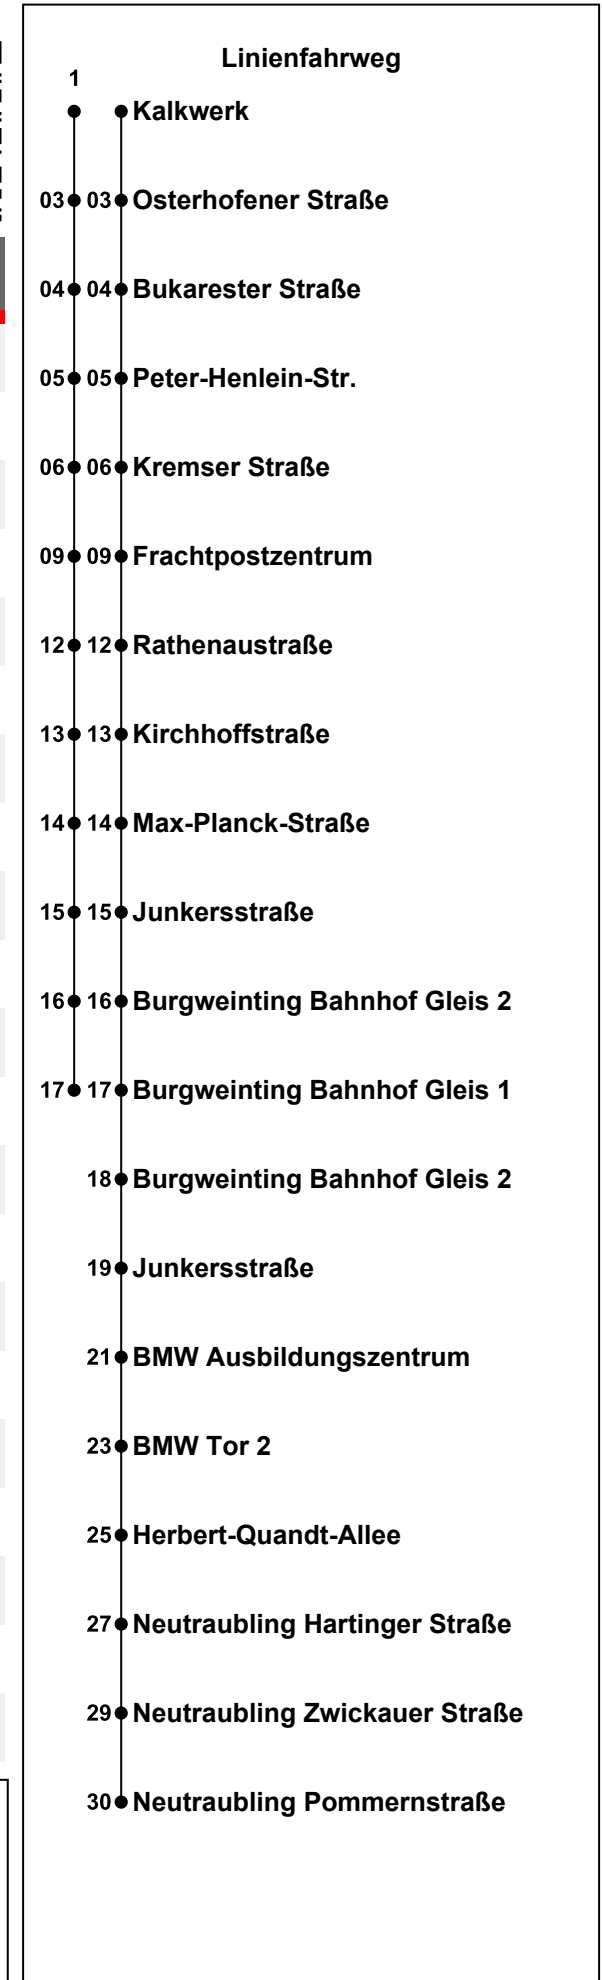 Linienfahrweg
1
Kalkwerk
03 03 Osterhofener Straße
04 04 Bukarester Straße
05 05 Peter-Henlein-Str.
06 06 Kremser Straße
09 09 Frachtpostzentrum
12 12 Rathenaustraße
13 13 Kirchhoffstraße
14 14 Max-Planck-Straße
15 15 Junkersstraße
16 16 Burgweinting Bahnhof Gleis 2
17 17 Burgweinting Bahnhof Gleis 1
18 Burgweinting Bahnhof Gleis 2
19 Junkersstraße
21 BMW Ausbildungszentrum
23 BMW Tor 2
25 Herbert-Quandt-Allee
27 Neutraubling Hartinger Straße
29 Neutraubling Zwickauer Straße
30 Neutraubling Pommernstraße